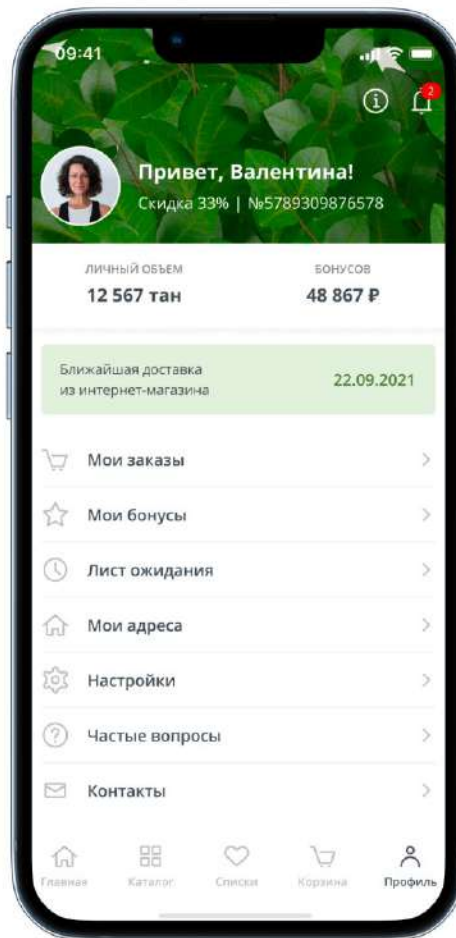 09:41
2
Привет, Валентина!
Скидка 33% | №5789309876578
ЛИЧНЫЙ ОБЪЕМ
БОНУСОВ
12 567 тан
48 867 ₽
Ближайшая доставка
из интернет-магазина
22.09.2021
Мои заказы
Мои бонусы
Лист ожидания
Мои адреса
Настройки
Частые вопросы
Контакты
Главная Каталог Списки Корзина Профиль